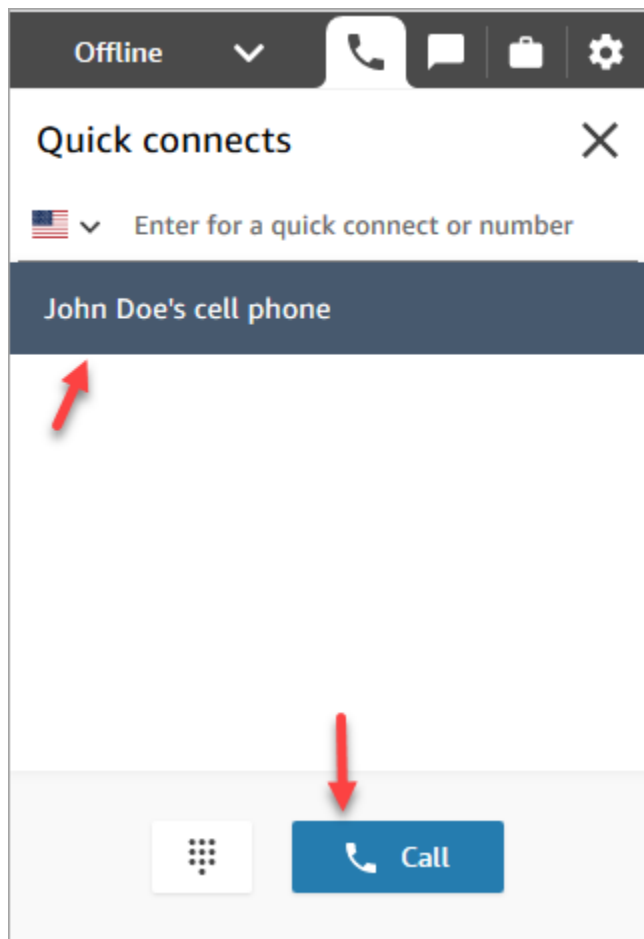 Offline
Quick connects
Enter for a quick connect or number
John Doe's cell phone
Call